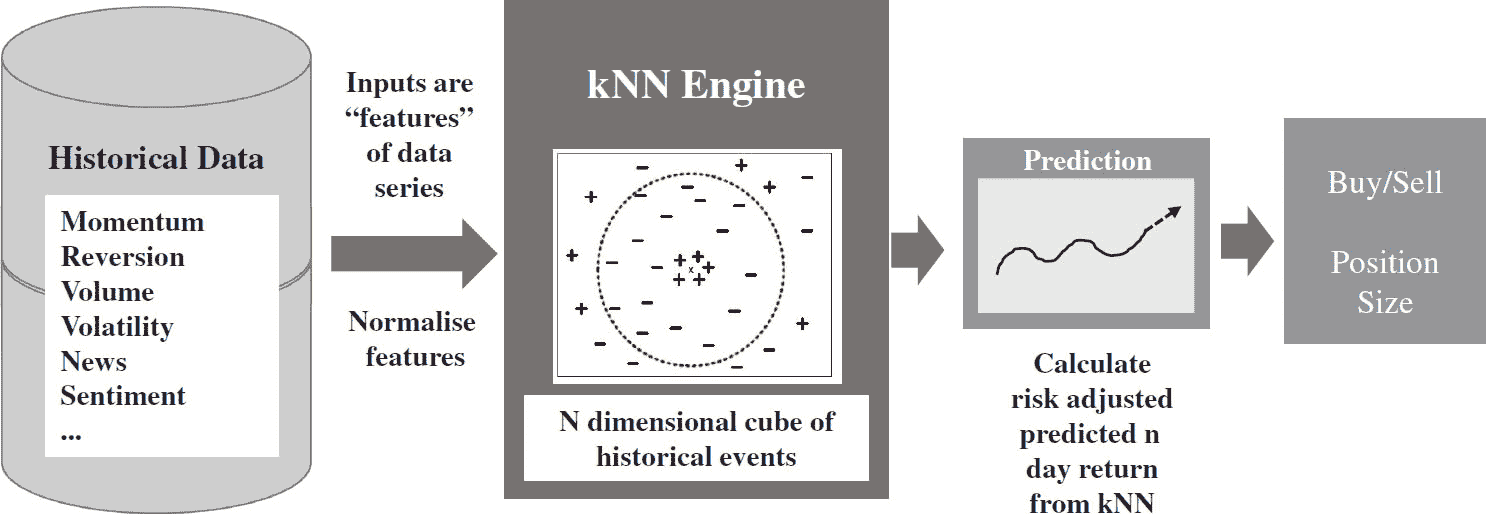 Historical Data
Momentum
Reversion
Volume
Volatility
News
Sentiment
...
Inputs are
“features”
of data
series
Normalise
features
kNN Engine
x
N dimensional cube of
historical events
Prediction
Calculate
risk adjusted
predicted n
day return
from kNN
Buy/Sell
Position
Size